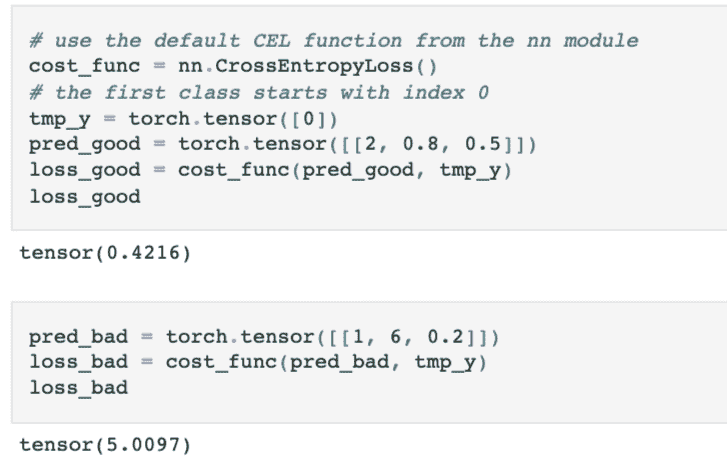 # use the default CEL function from the nn module
cost_func = nn.CrossEntropyLoss()
# the first class starts with index 0
tmp_y = torch.tensor([0])
pred_good = torch.tensor([[2, 0.8, 0.5]])
loss_good = cost_func(pred_good, tmp_y)
loss_good
tensor(0.4216)
pred_bad = torch.tensor([[1, 6, 0.2]])
loss_bad = cost_func(pred_bad, tmp_y)
loss_bad
tensor(5.0097)